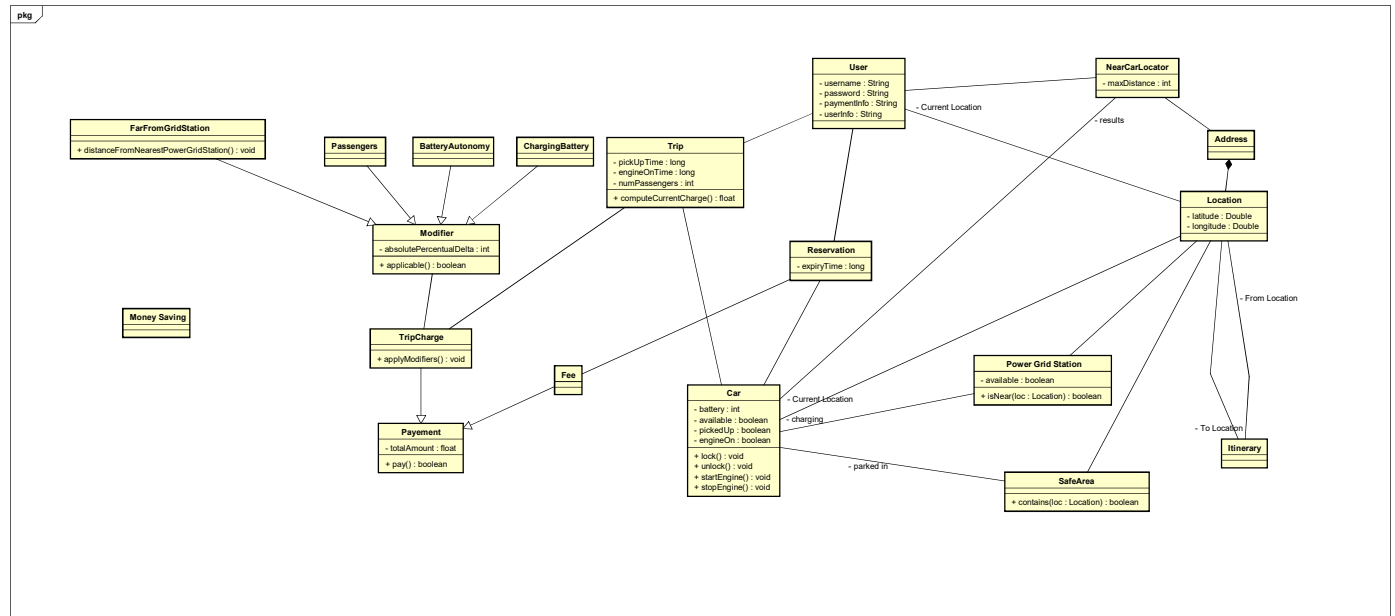 pkg
User
- username : String
- password : String
- paymentInfo : String
- userInfo : String
NearCarLocator
- maxDistance : int
- Current Location
- results
FarFromGridStation
+ distanceFromNearestPowerGridStation() : void
Passengers
BatteryAutonomy
ChargingBattery
Trip
- pickUpTime : long
- engineOnTime : long
- numPassengers : int
+ computeCurrentCharge() : float
Address
Location
- latitude : Double
- longitude : Double
Modifier
- absolutePercentualDelta : int
+ applicable() : boolean
Reservation
- expiryTime : long
- From Location
Money Saving
TripCharge
+ applyModifiers() : void
Fee
Power Grid Station
- available : boolean
+ isNear(loc : Location) : boolean
Car
- battery : int
- available : boolean
- pickedUp : boolean
- engineOn : boolean
+ lock() : void
+ unlock() : void
+ startEngine() : void
+ stopEngine() : void
- Current Location
- charging
- To Location
Payement
- totalAmount : float
+ pay() : boolean
Itinerary
- parked in
SafeArea
+ contains(loc : Location) : boolean